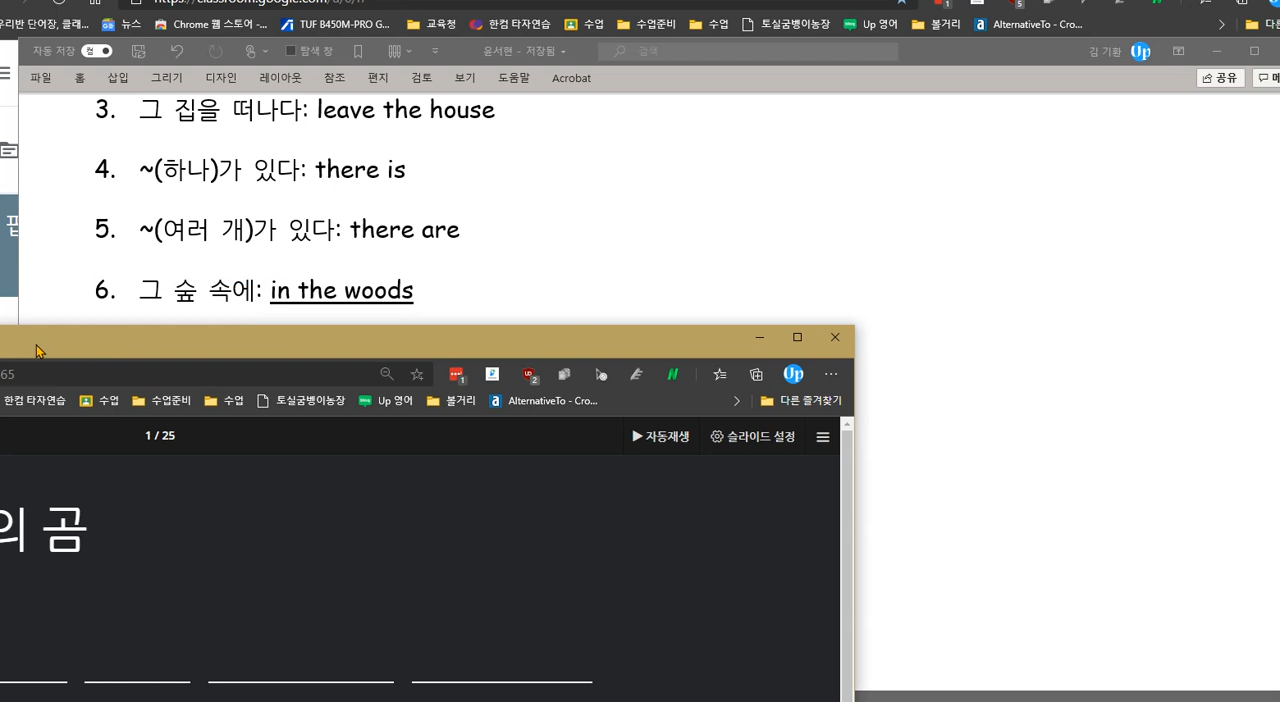 https://classroom.google.com/a/0/h
우리반 단어장, 클래... 뉴스 Chrome 웹 스토어 -... TUF B450M-PRO G... 교육청 한컴 타자연습 수업 수업준비 수업 토실굼벵이농장 Up 영어 볼거리 AlternativeTo - Cro...
자동 저장 컴 탐색 창 윤서현 - 저장됨 검색 김 기환 Up
파일 홈 삽입 그리기 디자인 레이아웃 참조 편지 검토 보기 도움말 Acrobat 공유
3. 그 집을 떠나다: leave the house
4. ~(하나)가 있다: there is
5. ~(여러 개)가 있다: there are
6. 그 숲 속에: in the woods
65 Up
한컴 타자연습 수업 수업준비 수업 토실굼벵이농장 Up 영어 볼거리 AlternativeTo - Cro... 다른 즐겨찾기
1 / 25 자동재생 슬라이드 설정
의 곰